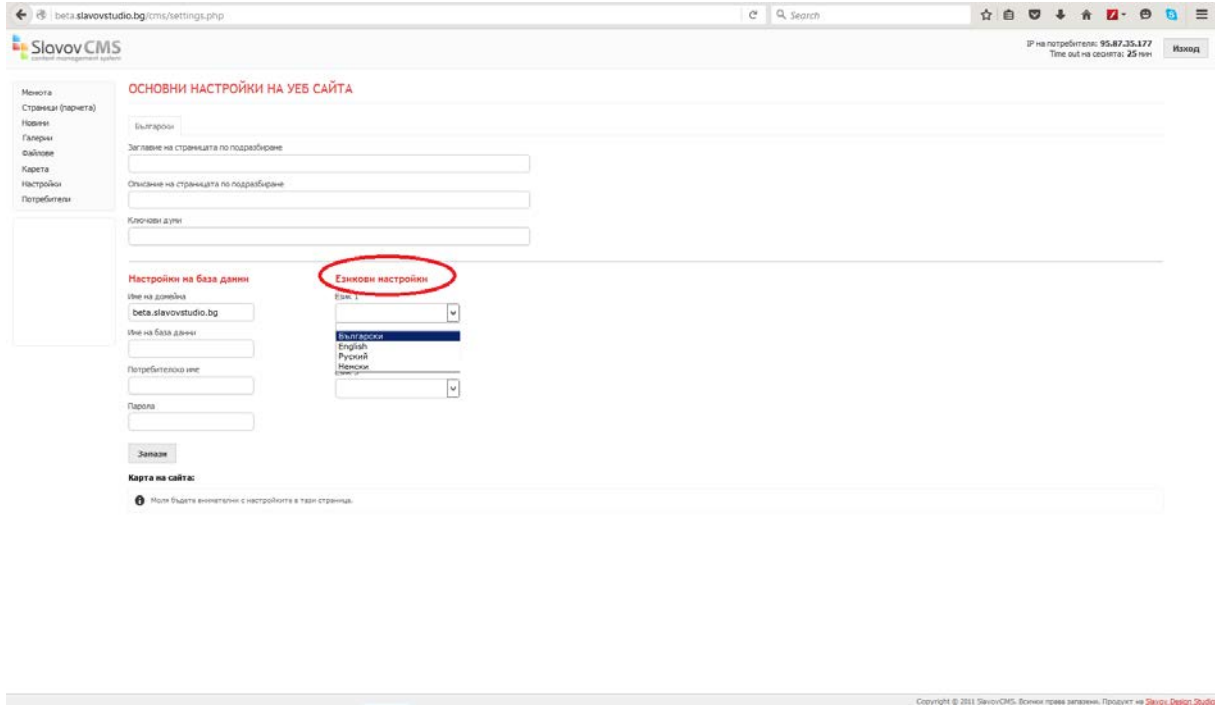 beta.slavovstudio.bg/cms/settings.php
Search
Slavov CMS
content management system
IP на потребителя: 95.87.35.177
Time out на сесията: 25 мин
Изход
Менюта
Страници (парчета)
Новини
Галерии
Файлове
Карета
Настройки
Потребители
ОСНОВНИ НАСТРОЙКИ НА УЕБ САЙТА
Български
Заглавие на страницата по подразбиране
Описание на страницата по подразбиране
Ключови думи
Настройки на база данни
Езикови настройки
Име на домейна
Език 1
beta.slavovstudio.bg
Име на база данни
Български
English
Руский
Немски
Потребителско име
Език 3
Парола
Запази
Карта на сайта:
Моля бъдете внимателни с настройките в тази страница.
Copyright © 2011 SlavovCMS. Всички права запазени. Продукт на Slavov Design Studio